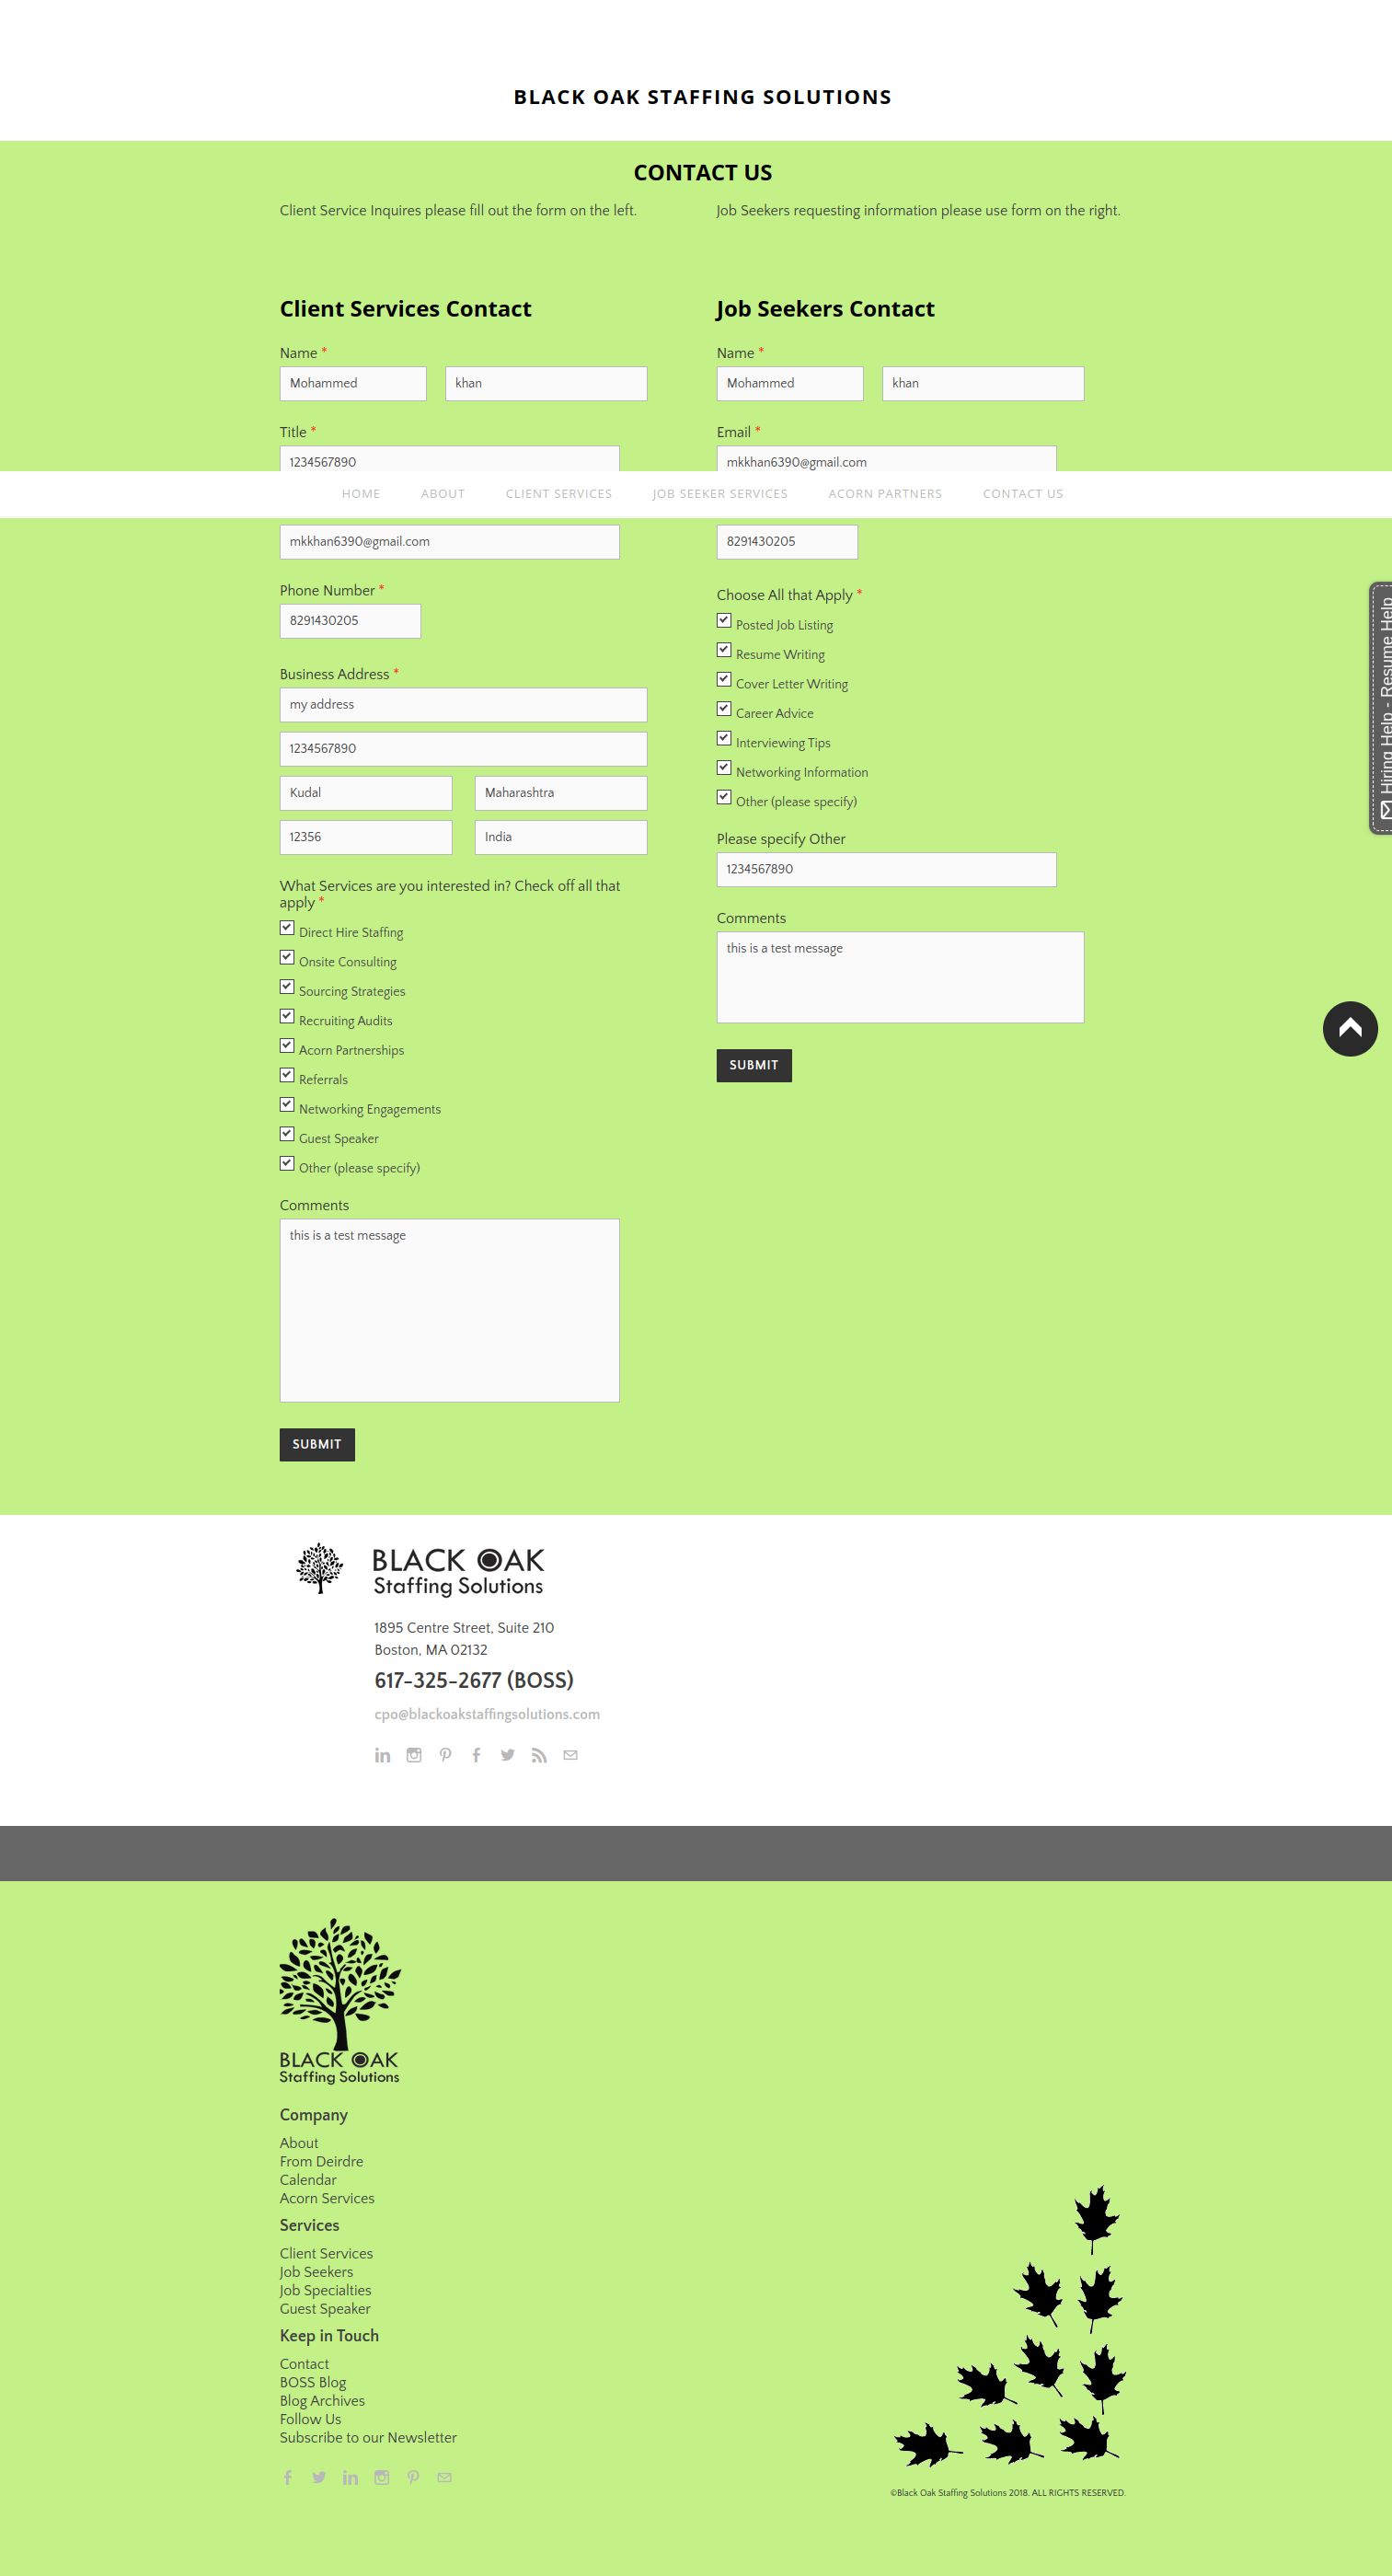 BLACK OAK STAFFING SOLUTIONS
CONTACT US
Client Service Inquires please fill out the form on the left.
Job Seekers requesting information please use form on the right.
Client Services Contact
Name *
Mohammed khan
Title *
1234567890
Job Seekers Contact
Name *
Mohammed khan
Email *
mkkhan6390@gmail.com
HOME ABOUT CLIENT SERVICES JOB SEEKER SERVICES ACORN PARTNERS CONTACT US
mkkhan6390@gmail.com
Phone Number *
8291430205
Business Address *
my address
1234567890
Kudal Maharashtra
12356 India
What Services are you interested in? Check off all that
apply *
Direct Hire Staffing
Onsite Consulting
Sourcing Strategies
Recruiting Audits
Acorn Partnerships
Referrals
Networking Engagements
Guest Speaker
Other (please specify)
Comments
this is a test message
SUBMIT
8291430205
Choose All that Apply *
Posted Job Listing
Resume Writing
Cover Letter Writing
Career Advice
Interviewing Tips
Networking Information
Other (please specify)
Please specify Other
1234567890
Comments
this is a test message
SUBMIT
Hiring Help - Resume Help
BLACK OAK
Staffing Solutions
1895 Centre Street, Suite 210
Boston, MA 02132
617-325-2677 (BOSS)
cpo@blackoakstaffingsolutions.com
BLACK OAK
Staffing Solutions
Company
About
From Deirdre
Calendar
Acorn Services
Services
Client Services
Job Seekers
Job Specialties
Guest Speaker
Keep in Touch
Contact
BOSS Blog
Blog Archives
Follow Us
Subscribe to our Newsletter
©Black Oak Staffing Solutions 2018. ALL RIGHTS RESERVED.